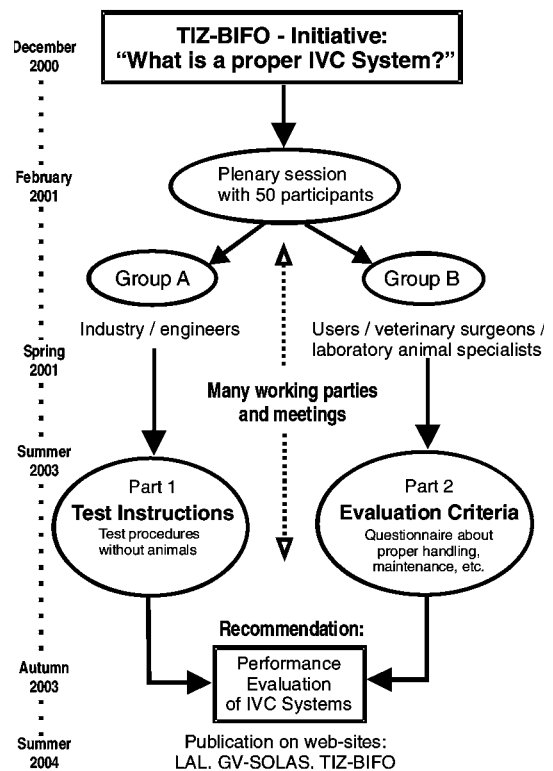 December
2000
TIZ-BIFO - Initiative:
“What is a proper IVC System?”
February
2001
Plenary session
with 50 participants
Group A
Group B
Industry / engineers
Users / veterinary surgeons /
laboratory animal specialists
Spring
2001
Many working parties
and meetings
Summer
2003
Part 1
Test Instructions
Test procedures
without animals
Part 2
Evaluation Criteria
Questionnaire about
proper handling,
maintenance, etc.
Recommendation:
Autumn
2003
Performance
Evaluation
of IVC Systems
Summer
2004
Publication on web-sites:
LAL, GV-SOLAS, TIZ-BIFO